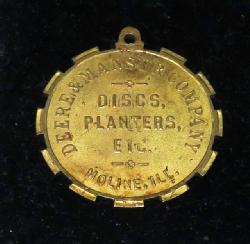 DEERE & MANSUR COMPANY
DISCS,
PLANTERS,
ETC.
MOLINE, ILL.